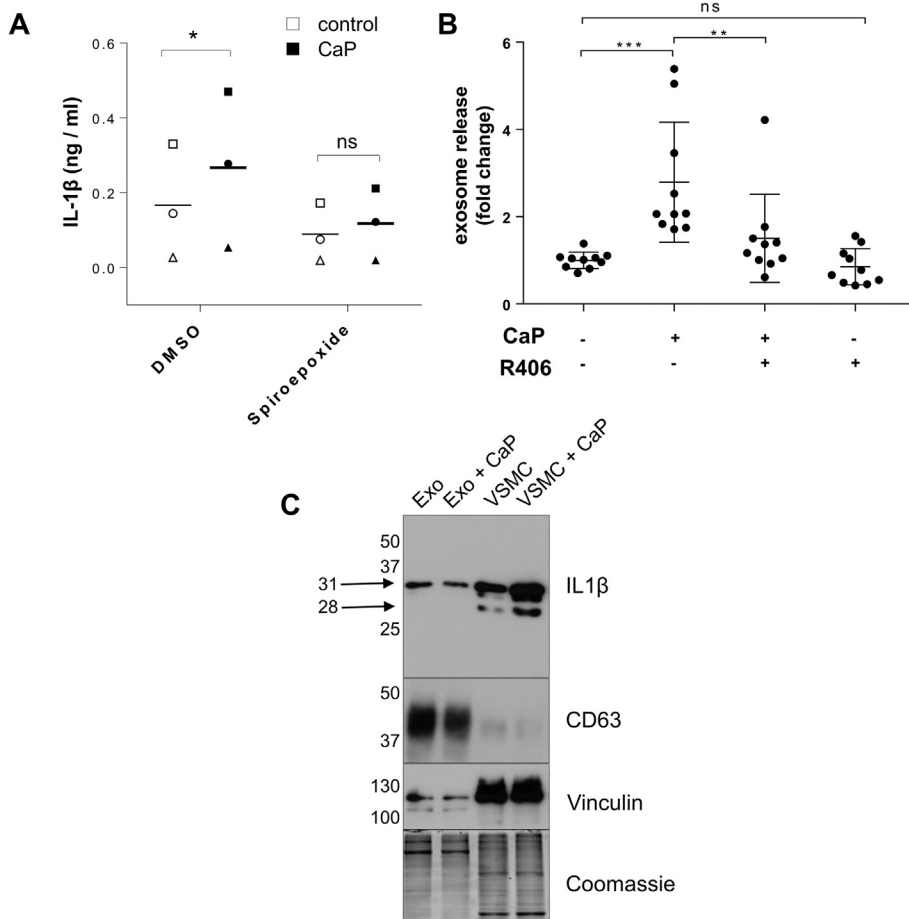 A
control
CaP
*
ns
0.6
0.4
0.2
0.0
IL-1β (ng / ml)
DMSO
Spiroepoxide
B
ns
***
**
6
4
2
0
exosome release
(fold change)
CaP - + + -
R406 - - + +
C
Exo
Exo + CaP
VSMC
VSMC + CaP
50
37
31
28
25
IL1β
50
37
CD63
130
100
Vinculin
Coomassie